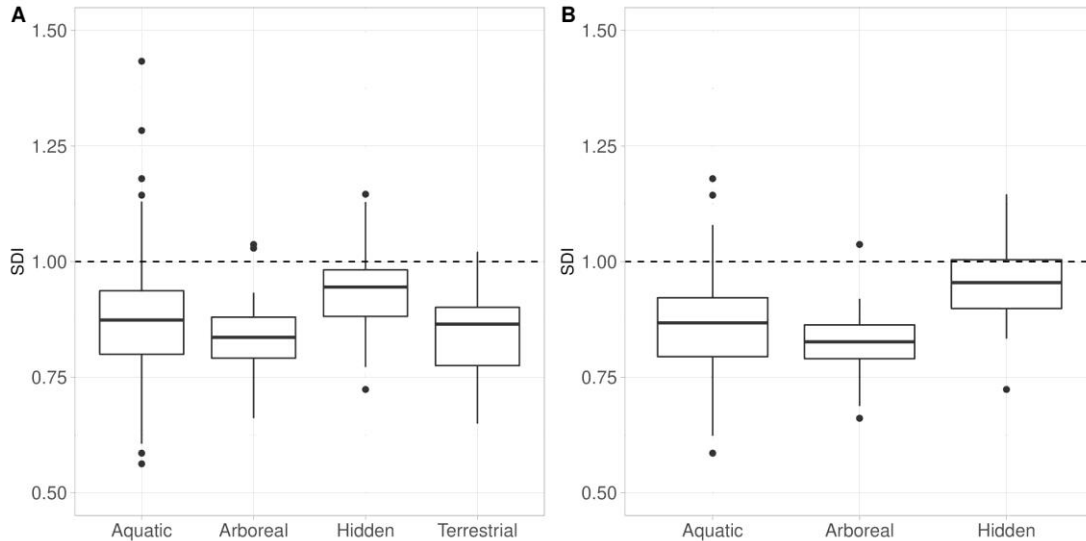 A
B
1.50
1.25
1.00
0.75
0.50
SDI
Aquatic Arboreal Hidden Terrestrial
1.50
1.25
1.00
0.75
0.50
SDI
Aquatic Arboreal Hidden